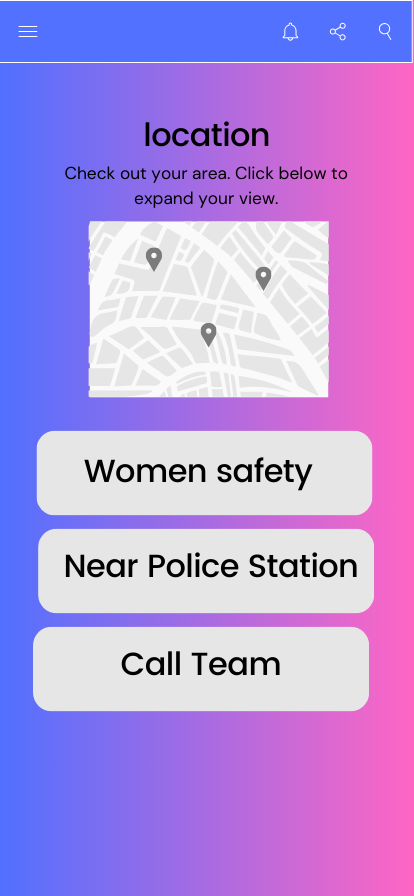 location
Check out your area. Click below to
expand your view.
Women safety
Near Police Station
Call Team